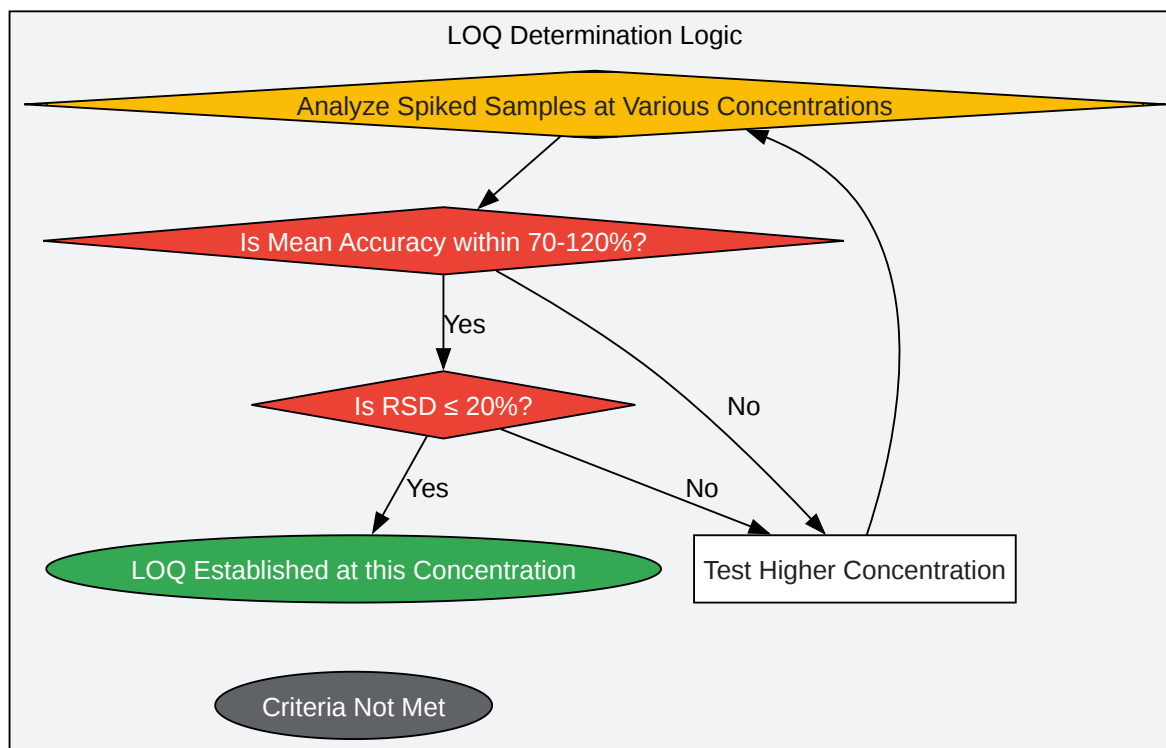 LOQ Determination Logic
Analyze Spiked Samples at Various Concentrations
Is Mean Accuracy within 70-120%?
Yes
Is RSD ≤ 20%?
No
Yes
No
LOQ Established at this Concentration
Test Higher Concentration
Criteria Not Met